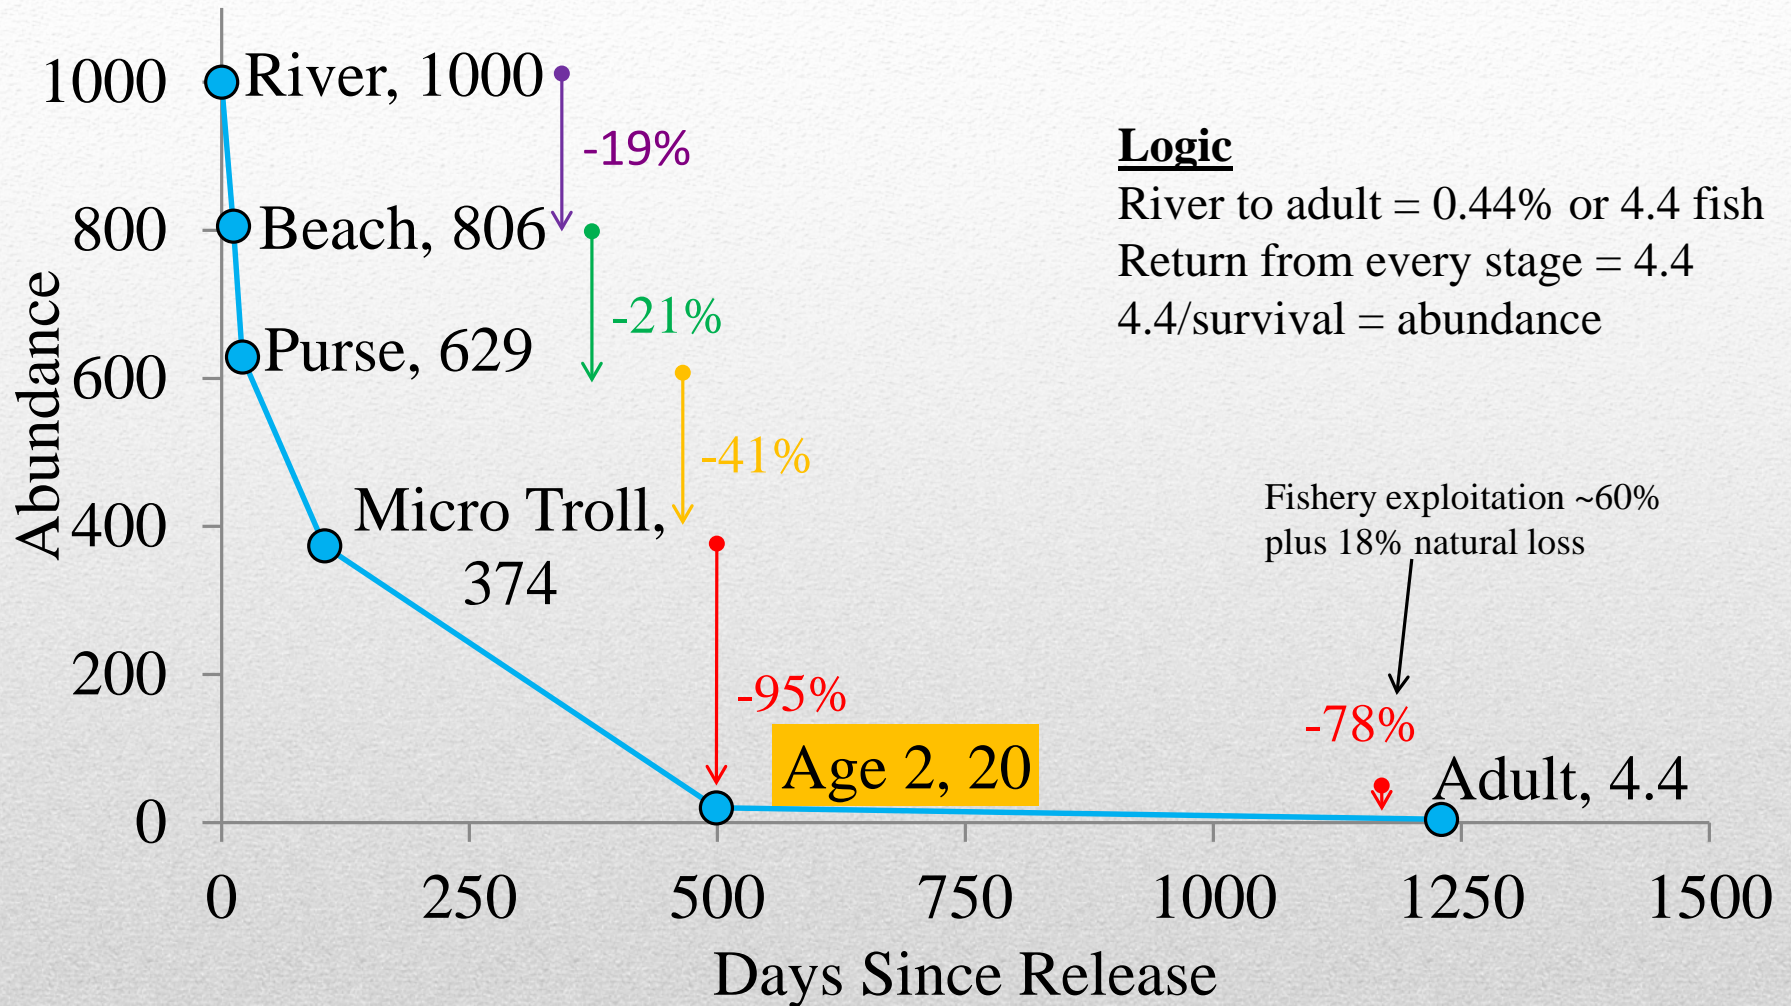 1000
River, 1000
-19%
Logic
River to adult = 0.44% or 4.4 fish
Return from every stage = 4.4
4.4/survival = abundance
800
Beach, 806
-21%
Purse, 629
600
-41%
Abundance
Micro Troll,
374
400
Fishery exploitation ~60%
plus 18% natural loss
200
-95%
-78%
Age 2, 20
Adult, 4.4
0
0
250
500
750
1000
1250
1500
Days Since Release